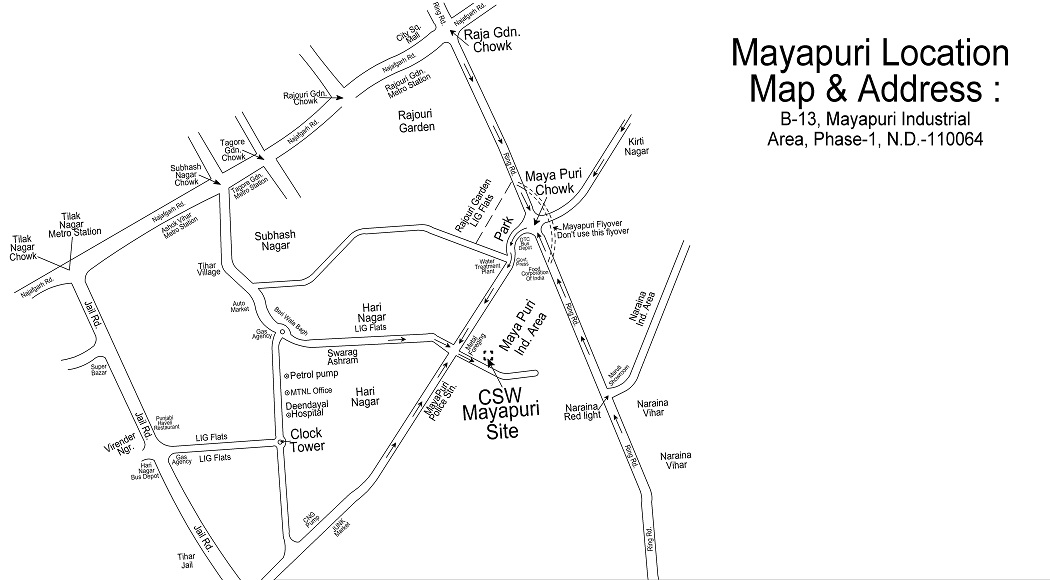 Mayapuri Location
Map & Address :
B-13, Mayapuri Industrial
Area, Phase-1, N.D.-110064
Ring Rd.
Najafgarh Rd.
City Sq.
Mall
Raja Gdn.
Chowk
Najafgarh Rd.
Rajouri Gdn.
Metro Station
Rajouri Gdn.
Chowk
Rajouri
Garden
Najafgarh Rd.
Tagore
Gdn.
Chowk
Kirti
Nagar
Ring Rd.
Subhash
Nagar
Chowk
Tagore Gdn.
Metro Station
Maya Puri
Chowk
Rajouri Garden
LIG Flats
Park
Najafgarh Rd.
Ashok Vihar
Metro Station
Tilak
Nagar
Metro Station
Tilak
Nagar
Chowk
Mayapuri Flyover
Don't use this flyover
Subhash
Nagar
DTC
Bus
Depot
Water
Treatment
Plant
Govt.
Press
Food
Corporation
Of India
Tihar
Village
Najafgarh Rd.
Auto
Market
Jail Rd.
Beri Wala Bagh
Hari
Nagar
LIG Flats
Gas
Agency
Maya Puri
Ind. Area
Ring Rd.
Naraina
Ind. Area
Metal
Foreging
Swarag
Ashram
Super
Bazar
Petrol pump
MTNL Office
Deendayal
Hospital
Hari
Nagar
MayaPuri
Police Stn.
CSW
Mayapuri
Site
Maruti
Showroom
Naraina
Red light
Naraina
Vihar
Jail Rd.
Punjabi
Haveli
Restaurant
Virender
Ngr.
LIG Flats
LIG Flats
Clock
Tower
Gas
Agency
Hari
Nagar
Bus Depot
Ring Rd.
Naraina
Vihar
Jail Rd.
CNG
Pump
JUNK
Market
Tihar
Jail
Ring Rd.